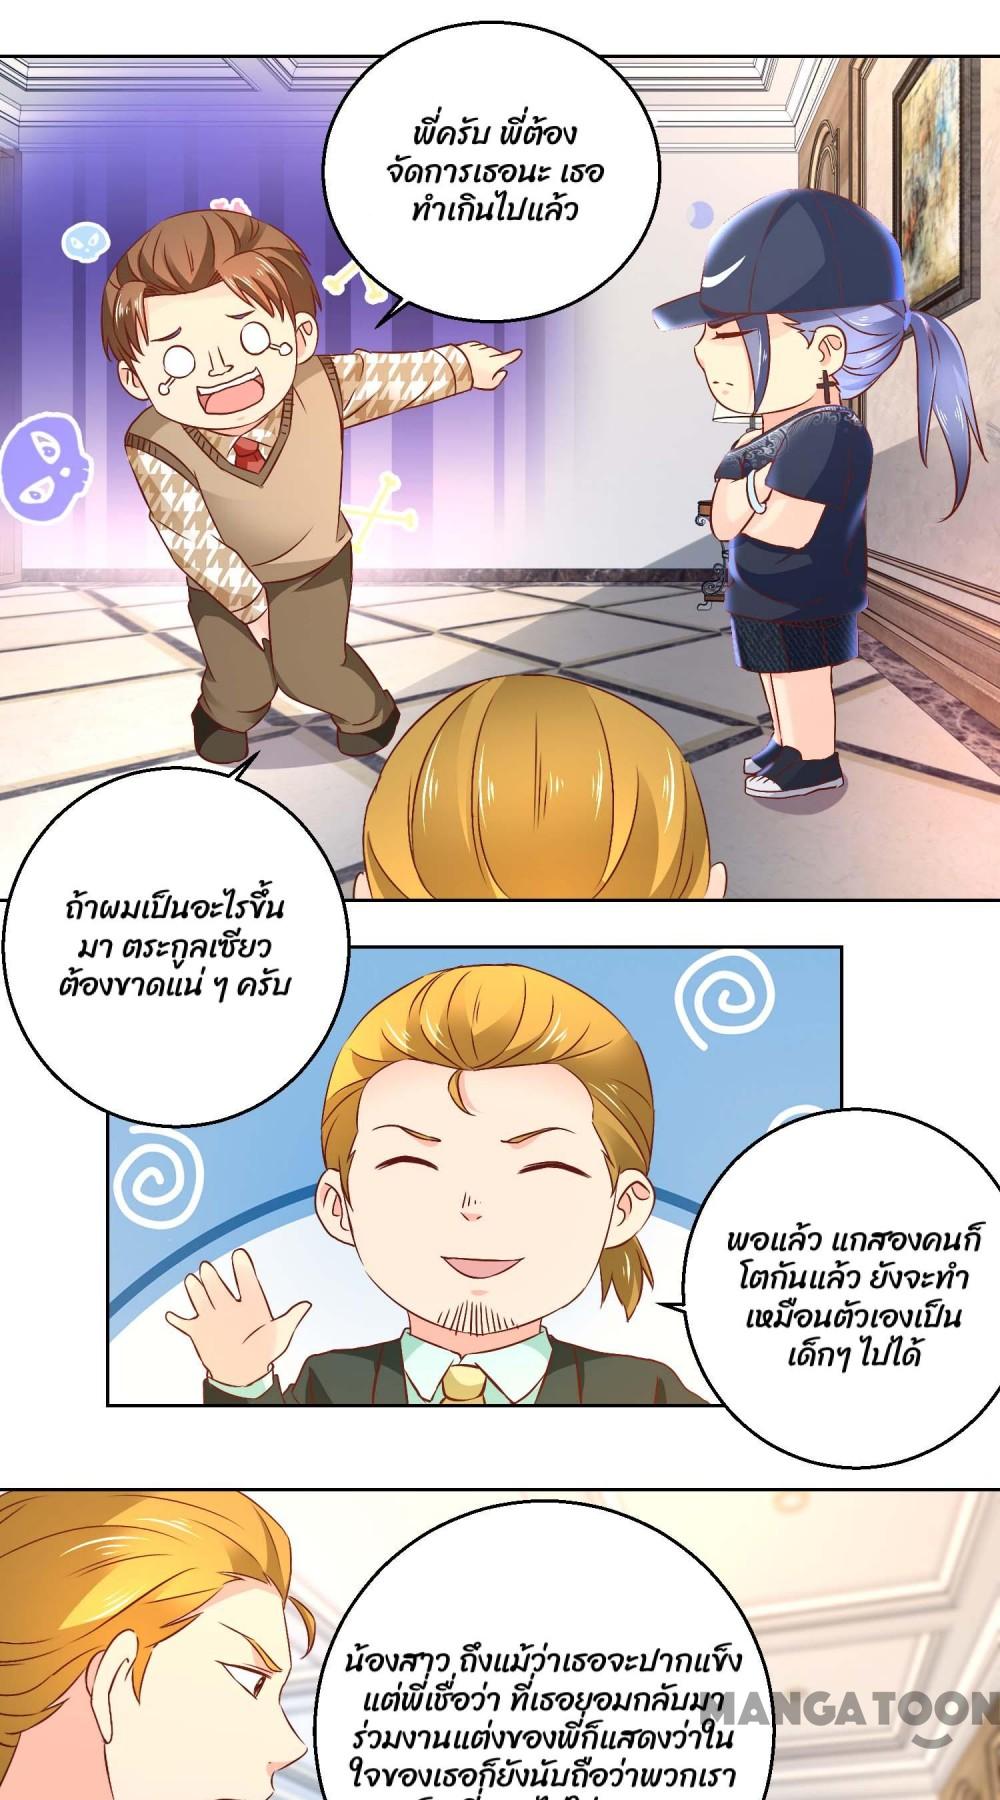 พี่ครับ พี่ต้อง
จัดการเธอนะ เธอ
ทำเกินไปแล้ว
ถ้าผมเป็นอะไรขึ้น
มา ตระกูลเซียว
ต้องขาดแน่ ๆ ครับ
พอแล้ว แกสองคนก็
โตกันแล้ว ยังจะทำ
เหมือนตัวเองเป็น
เด็กๆ ไปได้
น้องสาว ถึงแม้ว่าเธอจะปากแข็ง
แต่พี่เชื่อว่า ที่เธอยอมกลับมา
ร่วมงานแต่งของพี่ก็แสดงว่าใน
ใจของเธอก็ยังนับถือว่าพวกเรา
MANGATOON